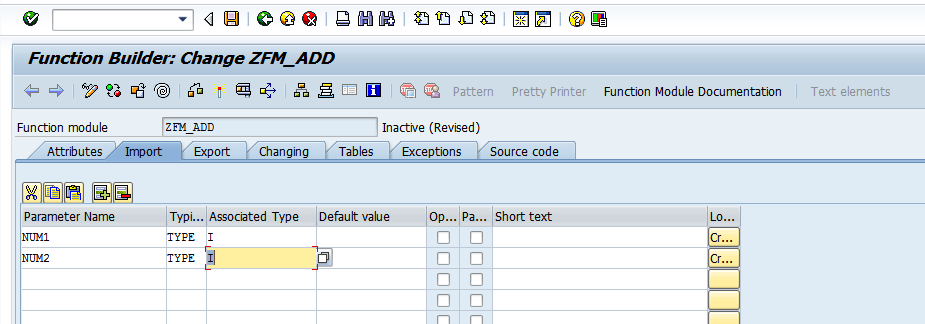 Function Builder: Change ZFM_ADD
Pattern Pretty Printer Function Module Documentation Text elements
Function module ZFM_ADD Inactive (Revised)
Attributes Import Export Changing Tables Exceptions Source code
Parameter Name Typi... Associated Type Default value Op... Pa... Short text Lo...
NUM1 TYPE I Cr...
NUM2 TYPE I Cr...